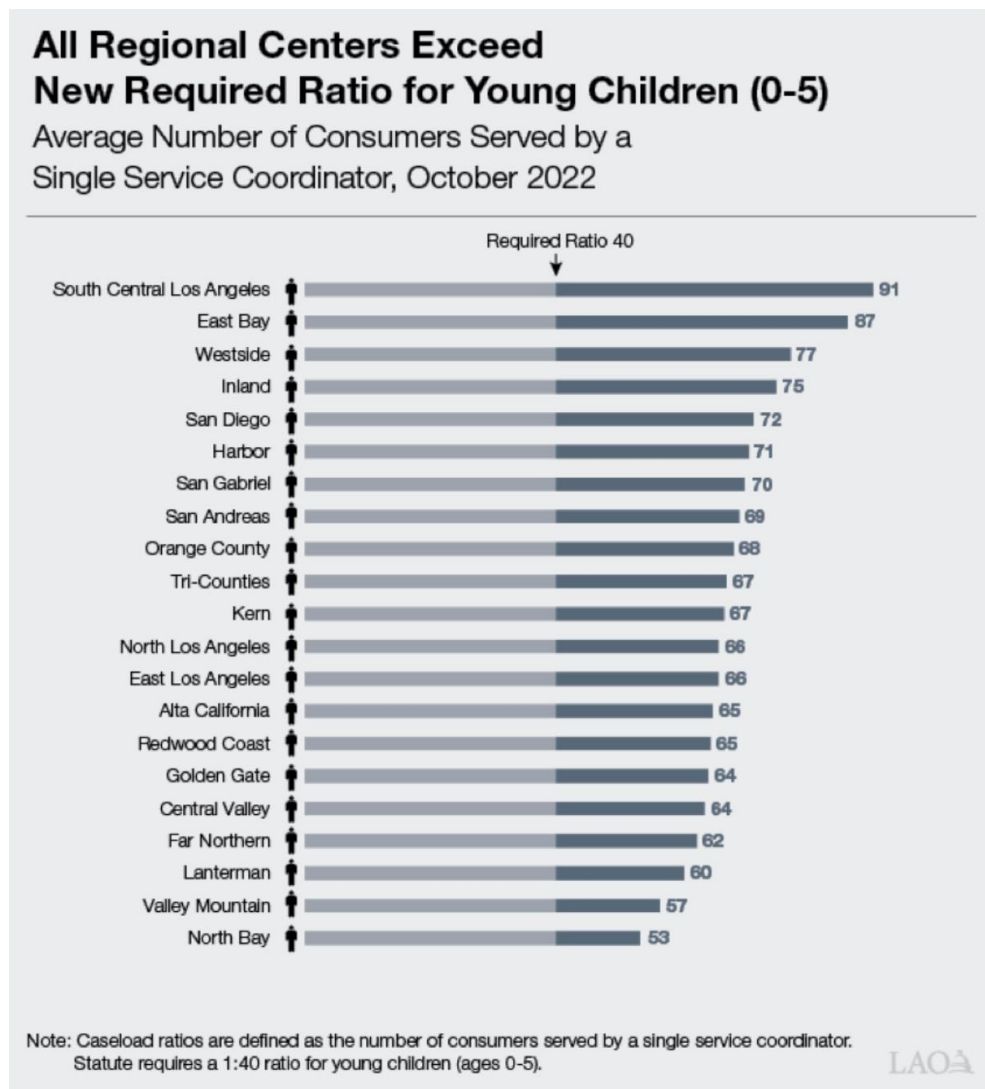 All Regional Centers Exceed
New Required Ratio for Young Children (0-5)
Average Number of Consumers Served by a
Single Service Coordinator, October 2022
Required Ratio 40
South Central Los Angeles 91
East Bay 87
Westside 77
Inland 75
San Diego 72
Harbor 71
San Gabriel 70
San Andreas 69
Orange County 68
Tri-Counties 67
Kern 67
North Los Angeles 66
East Los Angeles 66
Alta California 65
Redwood Coast 65
Golden Gate 64
Central Valley 64
Far Northern 62
Lanterman 60
Valley Mountain 57
North Bay 53
Note: Caseload ratios are defined as the number of consumers served by a single service coordinator.
Statute requires a 1:40 ratio for young children (ages 0-5).
LAO